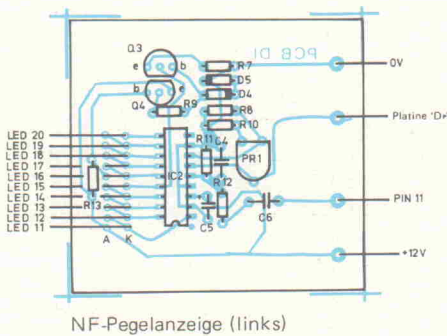 Q3
e
b
R7
PCB D1
0V
D5
b
e
D4
Q4
R9
R8
Platine 'Dr
R10
LED 20
LED 19
LED 18
LED 17
LED 16
LED 15
LED 14
LED 13
LED 12
LED 11
R11
C4
PR1
IC2
R12
R13
PIN 11
A
K
C5
+
C6
+12V
NF-Pegelanzeige (links)